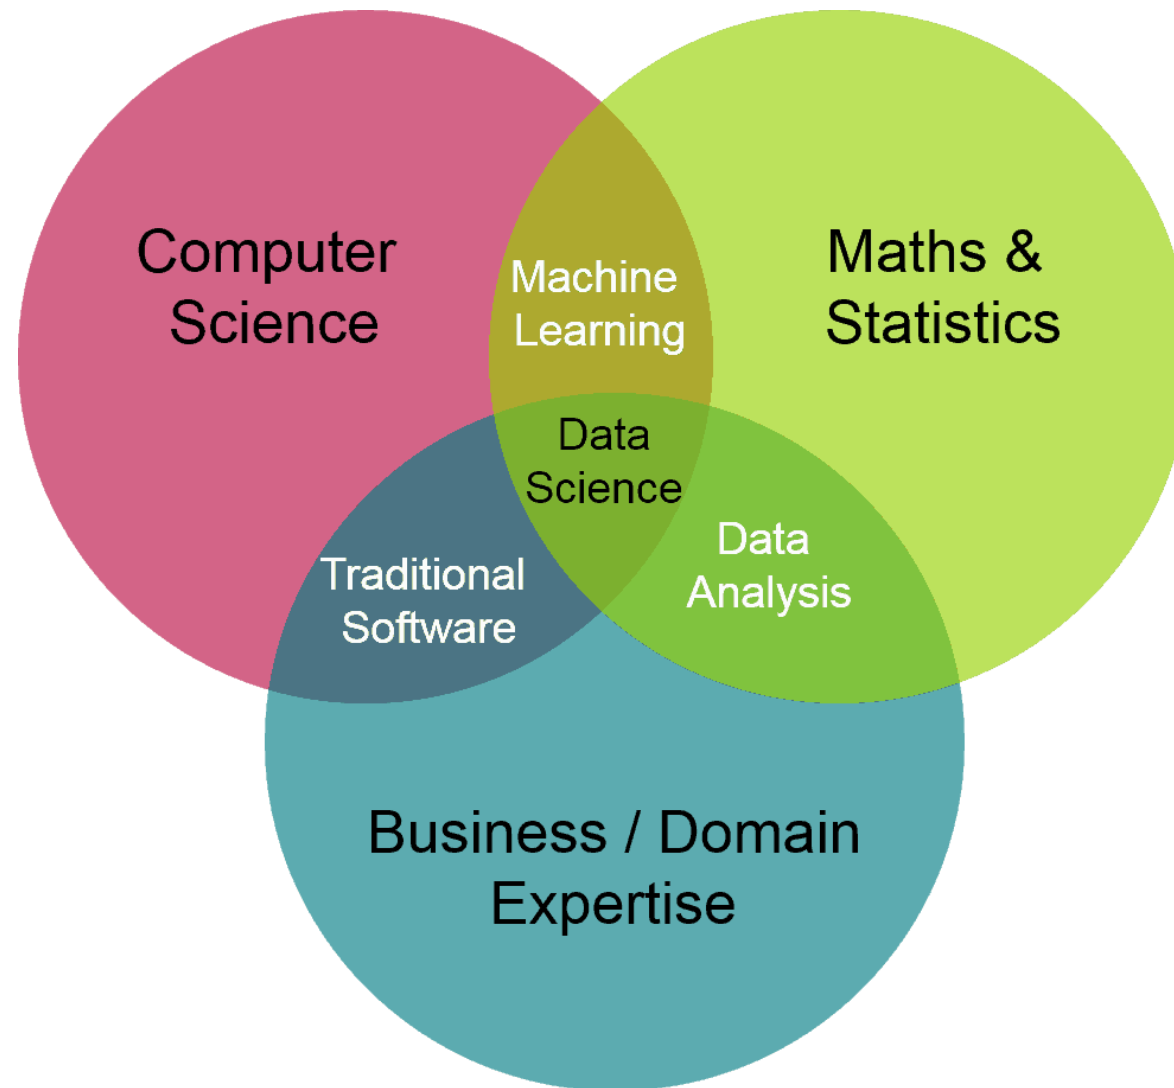 Computer
Science
Maths &
Statistics
Machine
Learning
Data
Science
Traditional
Software
Data
Analysis
Business / Domain
Expertise